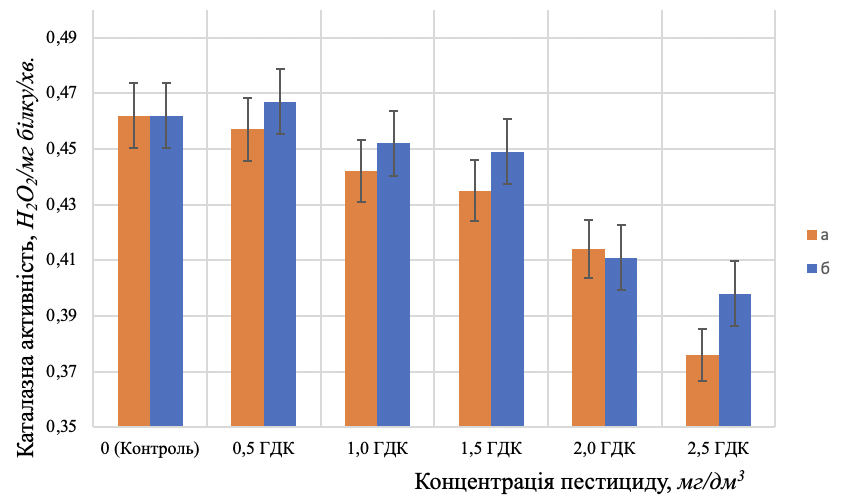 Каталазна активність, H₂O₂/мг білку/хв.
0,49
0,47
0,45
0,43
0,41
0,39
0,37
0,35
0 (Контроль)
0,5 ГДК
1,0 ГДК
1,5 ГДК
2,0 ГДК
2,5 ГДК
Концентрація пестициду, мг/дм³
а
б